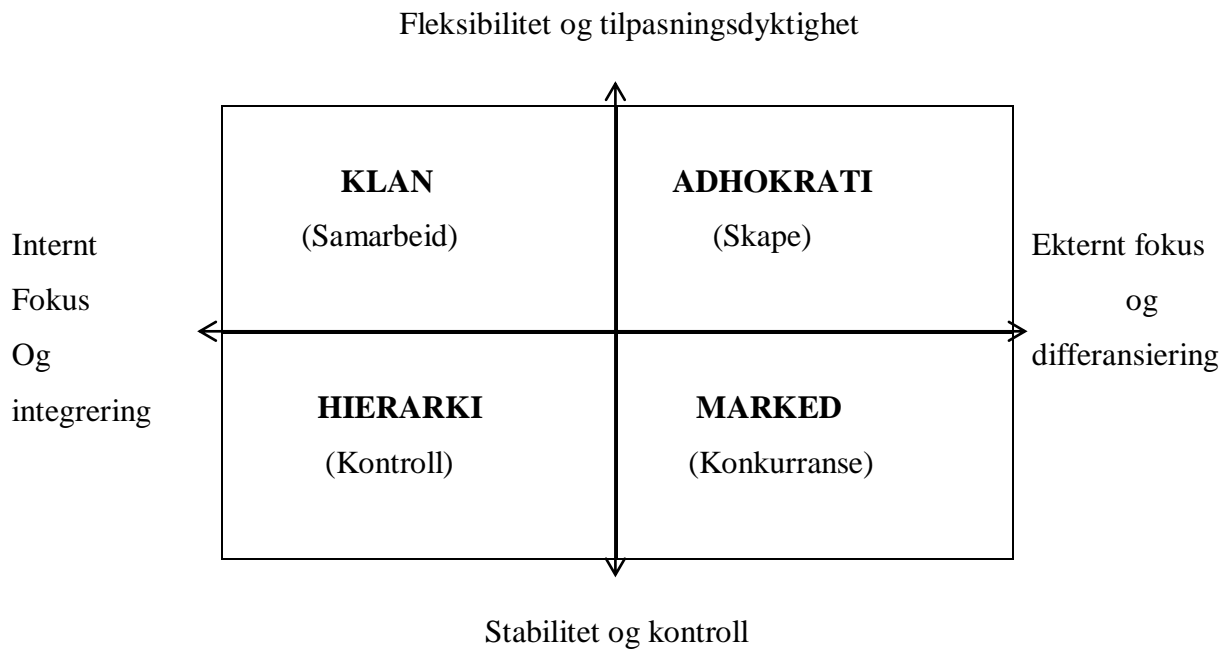 Fleksibilitet og tilpasningsdyktighet
KLAN
(Samarbeid)
ADHOKRATI
(Skape)
Internt
Fokus
Og
integrering
Ekternt fokus
og
differansiering
HIERARKI
(Kontroll)
MARKED
(Konkurranse)
Stabilitet og kontroll